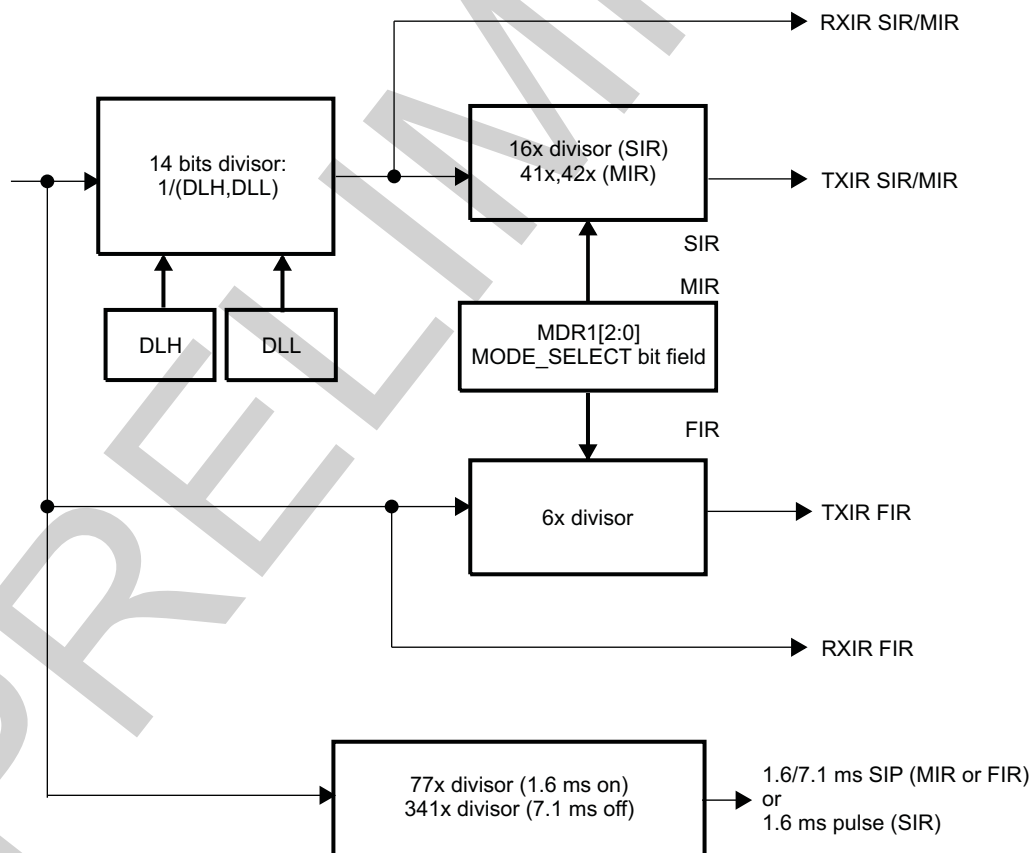 RXIR SIR/MIR
14 bits divisor:
1/(DLH,DLL)
16x divisor (SIR)
41x,42x (MIR)
TXIR SIR/MIR
SIR
MIR
DLH
DLL
MDR1[2:0]
MODE_SELECT bit field
FIR
6x divisor
TXIR FIR
RXIR FIR
77x divisor (1.6 ms on)
341x divisor (7.1 ms off)
1.6/7.1 ms SIP (MIR or FIR)
or
1.6 ms pulse (SIR)
PRELIMI